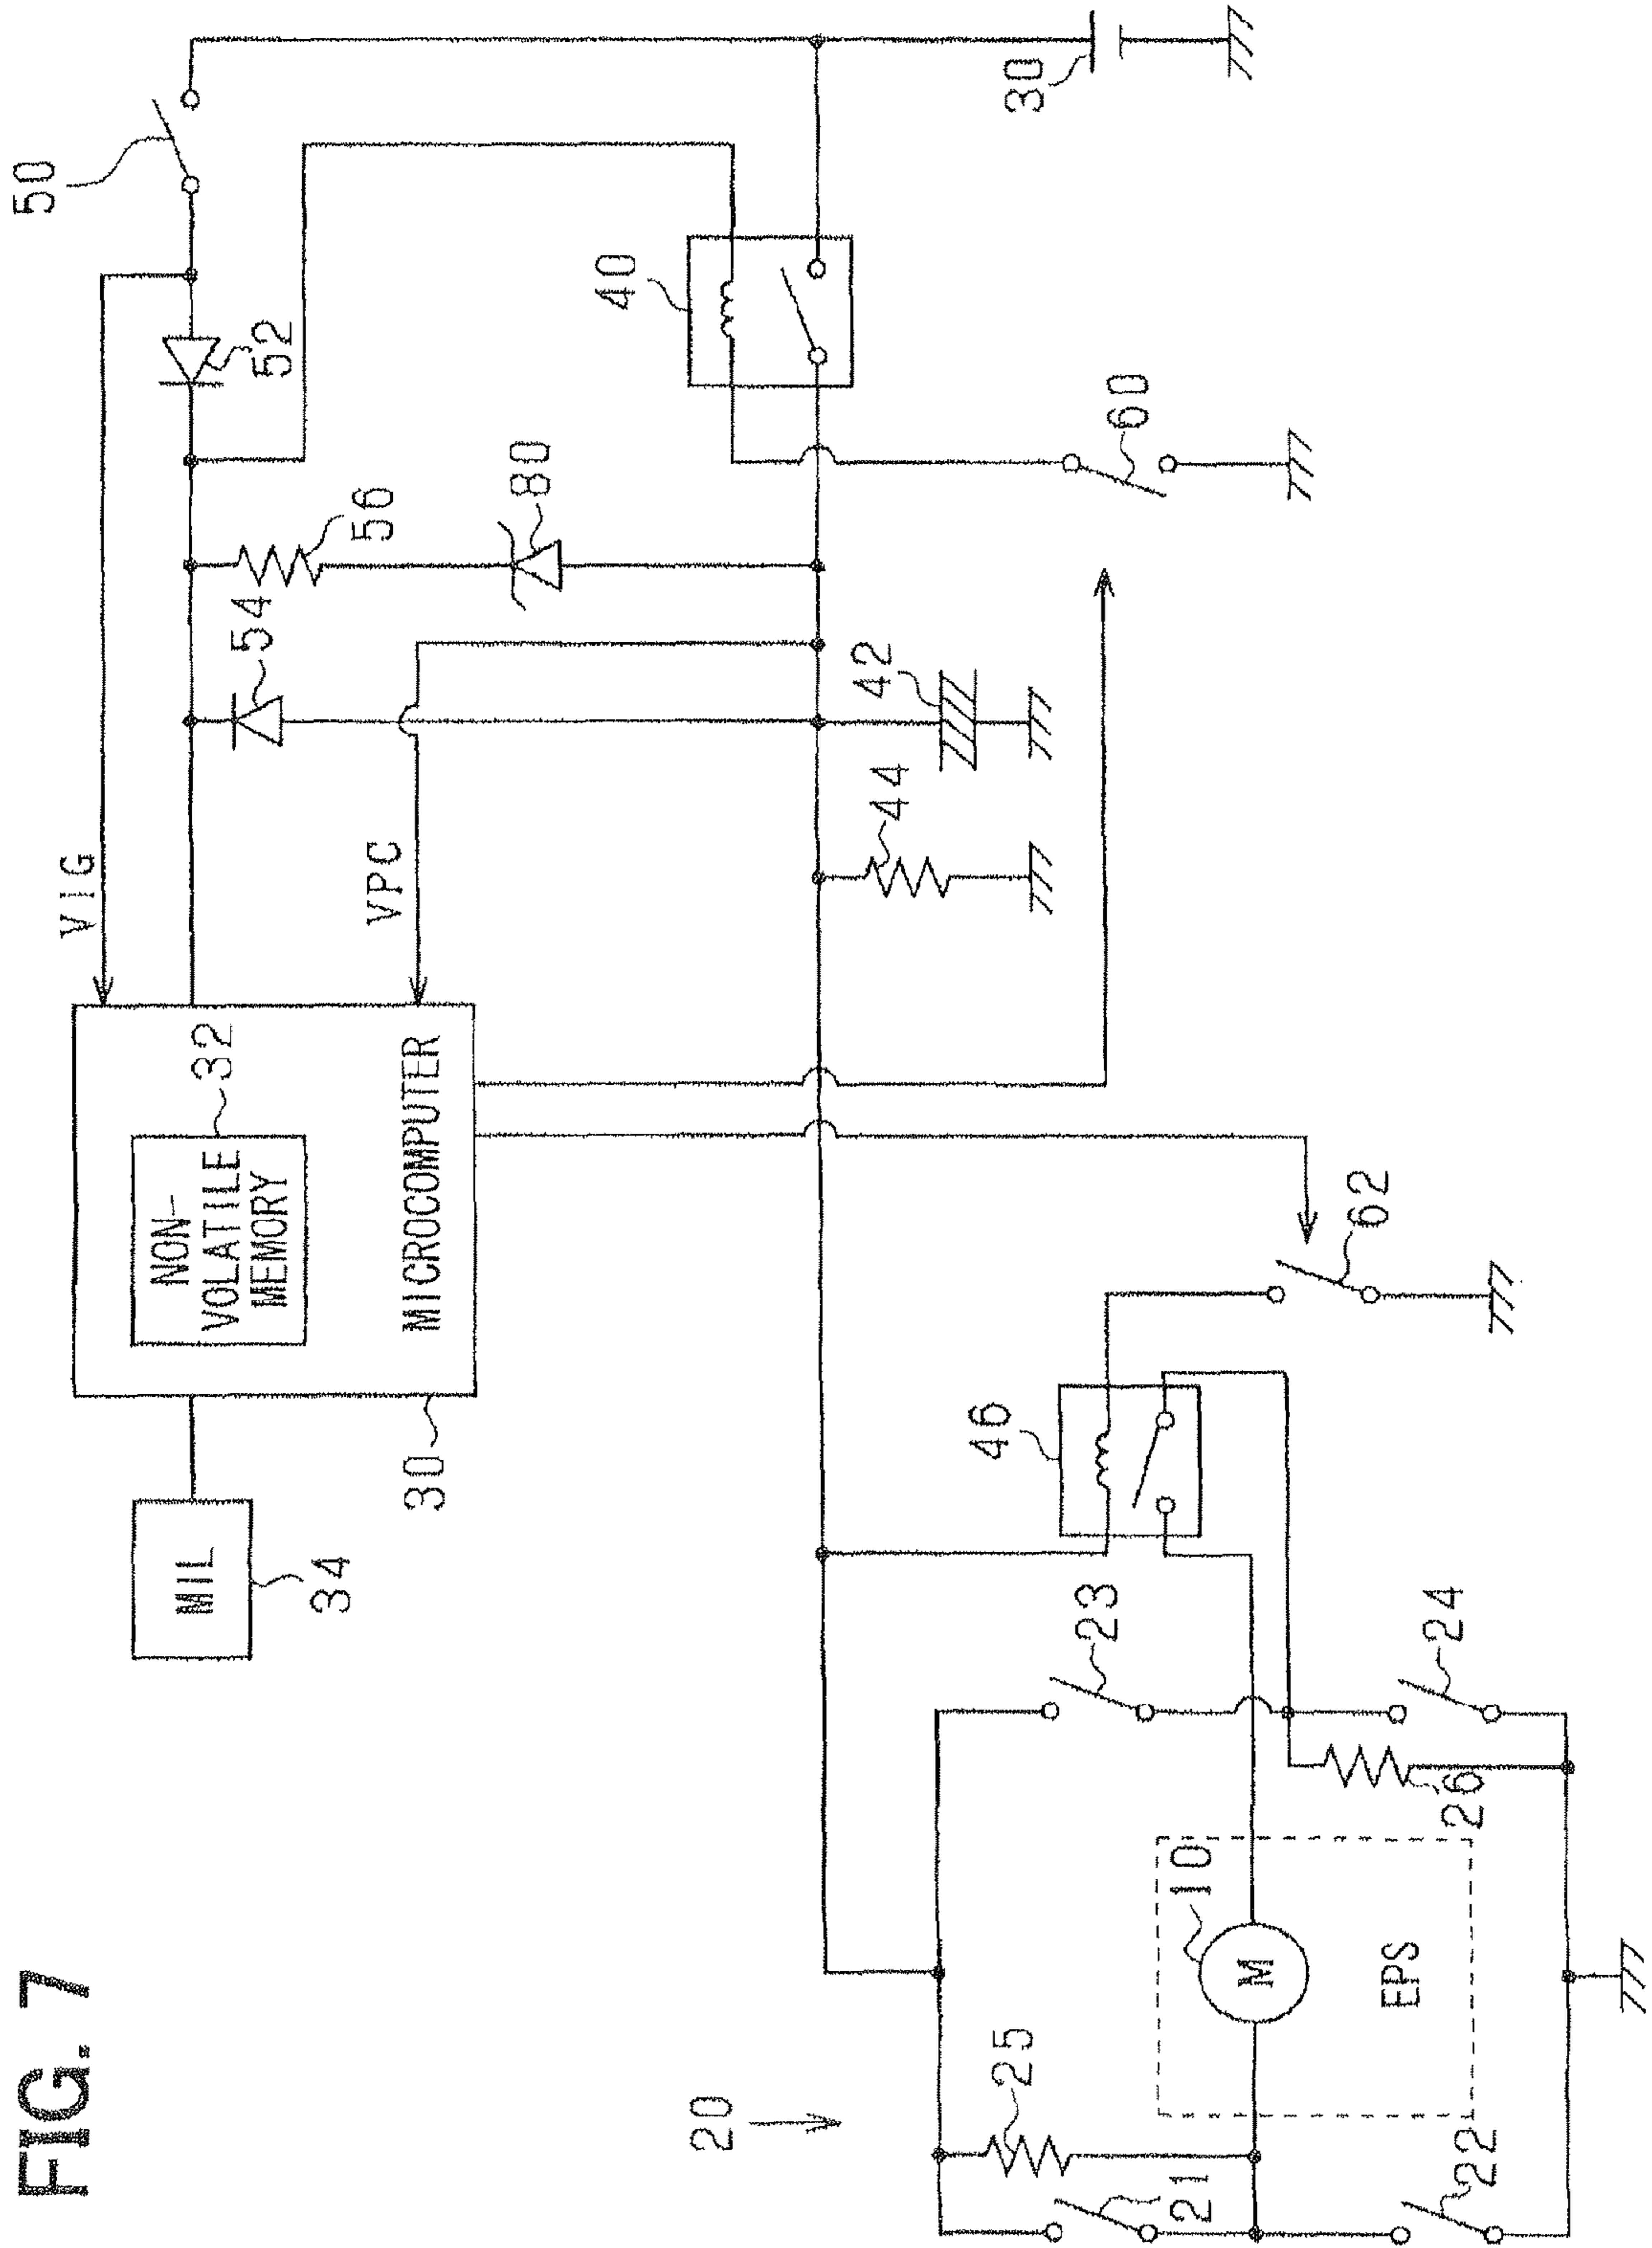 FIG. 7
50
VIG
52
54
56
80
40
30
60
VPC
42
44
NON-
VOLATILE
MEMORY
32
MICROCOMPUTER
30
MIL
34
46
62
20
23
24
25
26
10
M
EPS
21
22